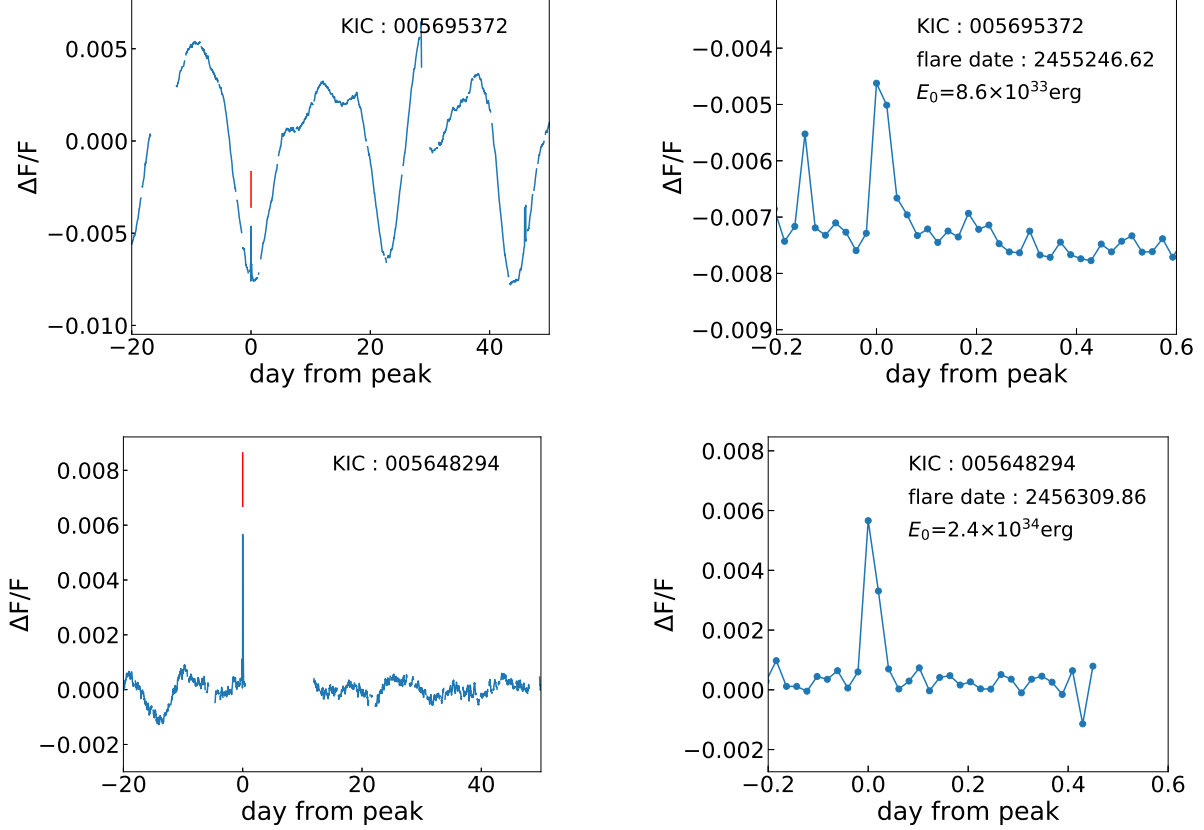 KIC : 005695372
0.005
0.000
−0.005
−0.010
ΔF/F
−20
0
20
40
day from peak
KIC : 005695372
flare date : 2455246.62
E₀=8.6×10³³erg
−0.004
−0.005
−0.006
−0.007
−0.008
−0.009
ΔF/F
−0.2
0.0
0.2
0.4
0.6
day from peak
KIC : 005648294
0.008
0.006
0.004
0.002
0.000
−0.002
ΔF/F
−20
0
20
40
day from peak
KIC : 005648294
flare date : 2456309.86
E₀=2.4×10³⁴erg
0.008
0.006
0.004
0.002
0.000
−0.002
ΔF/F
−0.2
0.0
0.2
0.4
0.6
day from peak